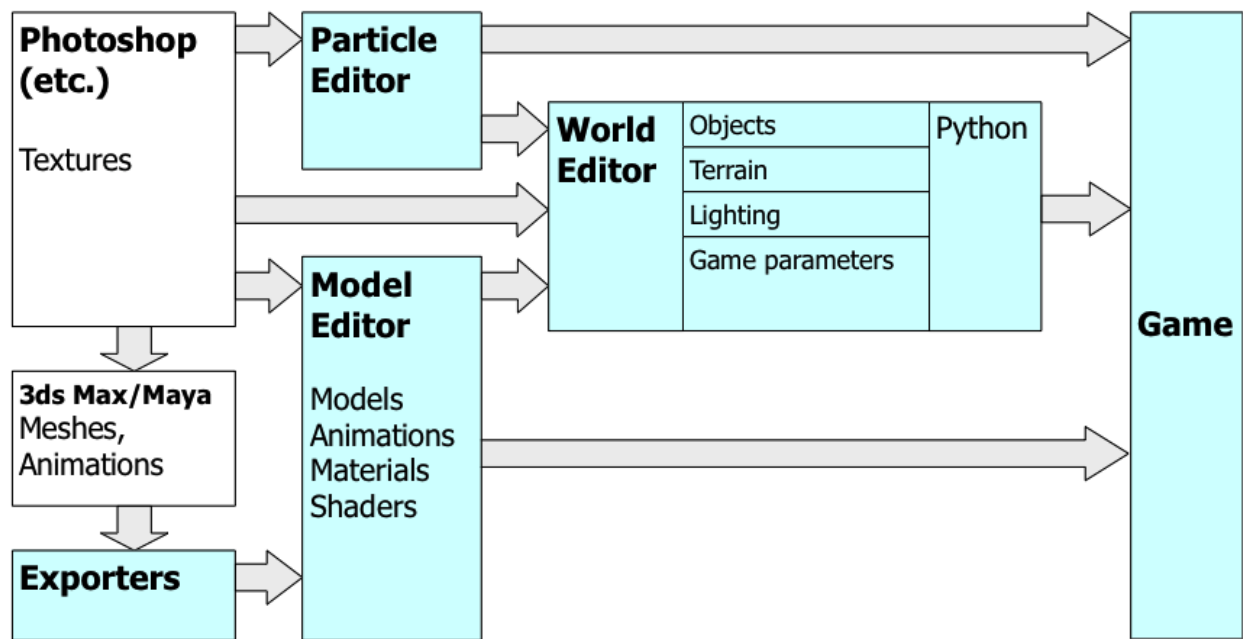 Photoshop
(etc.)
Textures
Particle
Editor
World
Editor
Objects
Terrain
Lighting
Game parameters
Python
Model
Editor
Models
Animations
Materials
Shaders
3ds Max/Maya
Meshes,
Animations
Exporters
Game